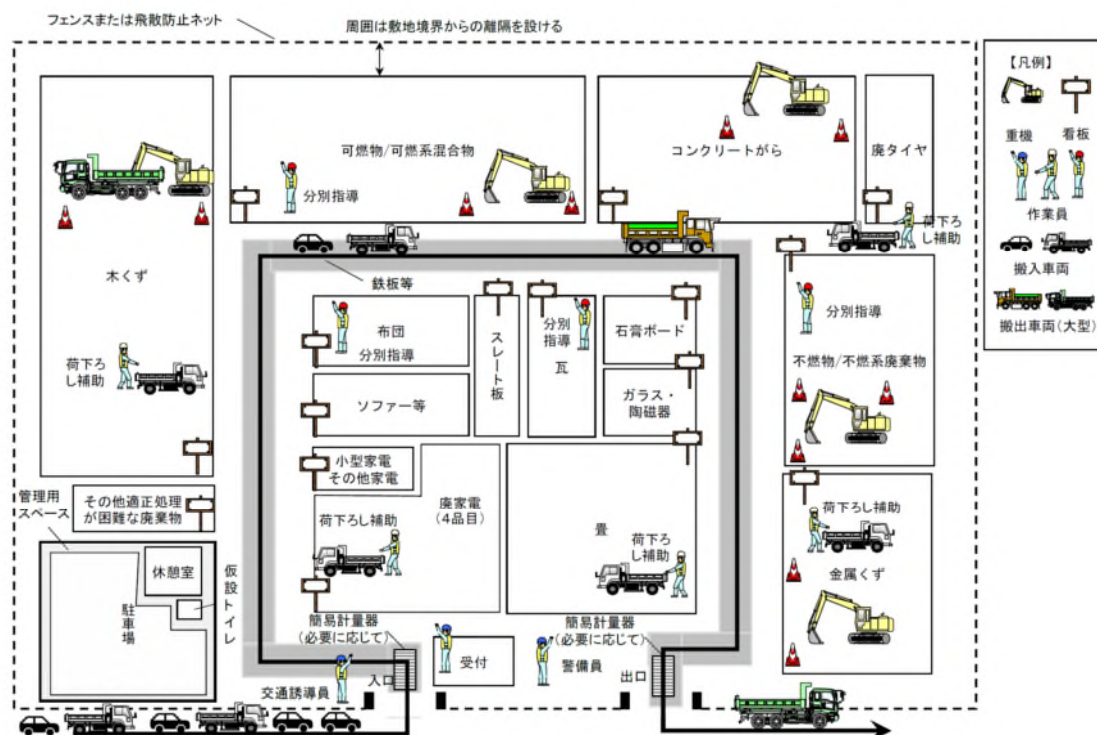 フェンスまたは飛散防止ネット
周囲は敷地境界からの離隔を設ける
【凡例】
重機
看板
作業員
搬入車両
搬出車両(大型)
可燃物/可燃系混合物
分別指導
コンクリートがら
廃タイヤ
荷下ろ
し補助
木くず
鉄板等
布団
分別指導
スレート板
分別
指導
瓦
石膏ボード
分別指導
不燃物/不燃系廃棄物
荷下ろ
し補助
ソファー等
ガラス・
陶磁器
小型家電
その他家電
廃家電
(4品目)
荷下ろし補助
畳
荷下ろ
し補助
荷下ろし補助
金属くず
管理用
スペース
その他適正処理
が困難な廃棄物
休憩室
仮設トイレ
駐車場
簡易計量器
(必要に応じて)
簡易計量器
(必要に応じて)
受付
警備員
入口
出口
交通誘導員